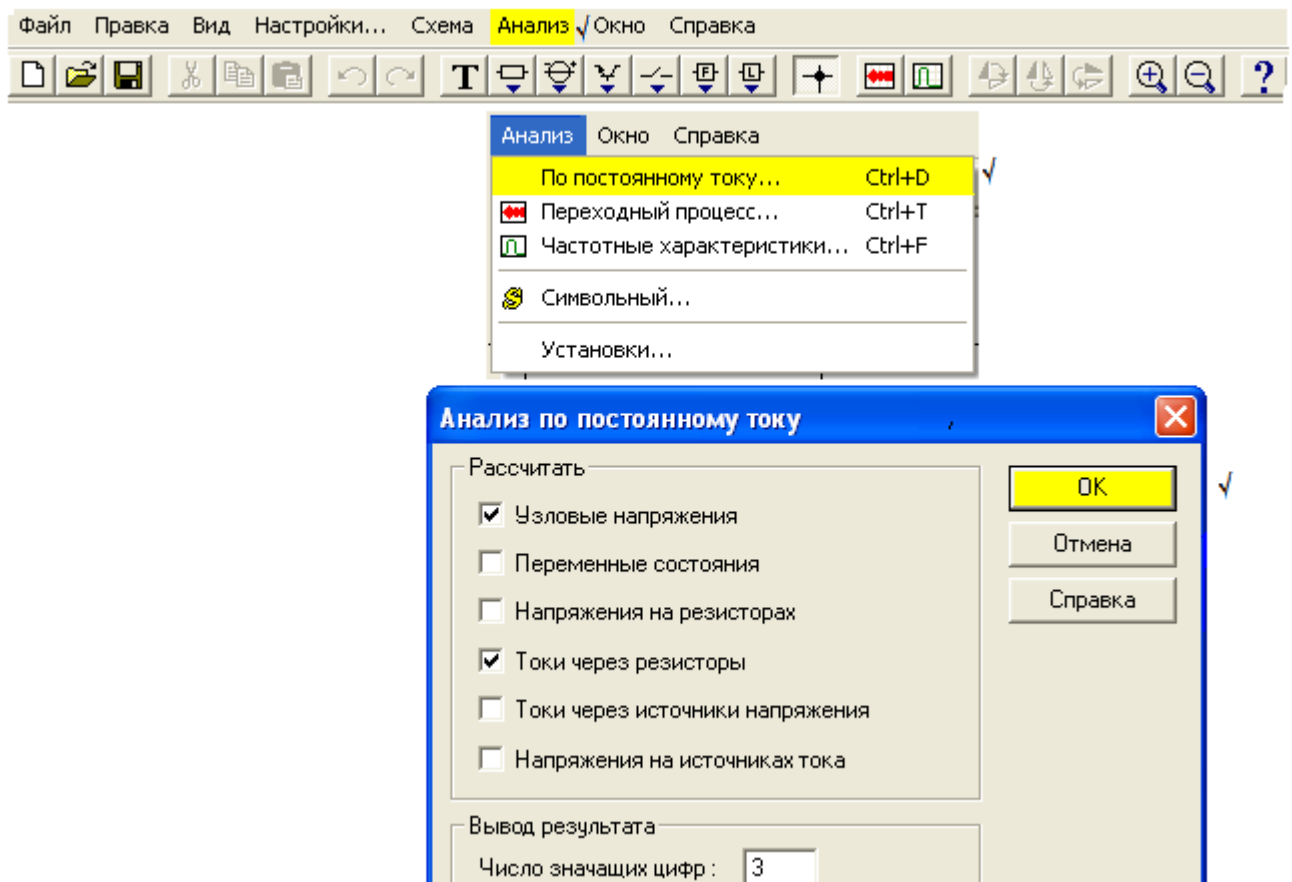 Файл Правка Вид Настройки... Схема Анализ √ Окно Справка
T F L ?
Анализ Окно Справка
По постоянному току... Ctrl+D √
Переходный процесс... Ctrl+T
Частотные характеристики... Ctrl+F
S Символьный...
Установки...
Анализ по постоянному току
Рассчитать
OK √
Узловые напряжения
Отмена
Переменные состояния
Справка
Напряжения на резисторах
Токи через резисторы
Токи через источники напряжения
Напряжения на источниках тока
Вывод результата
Число значащих цифр : 3